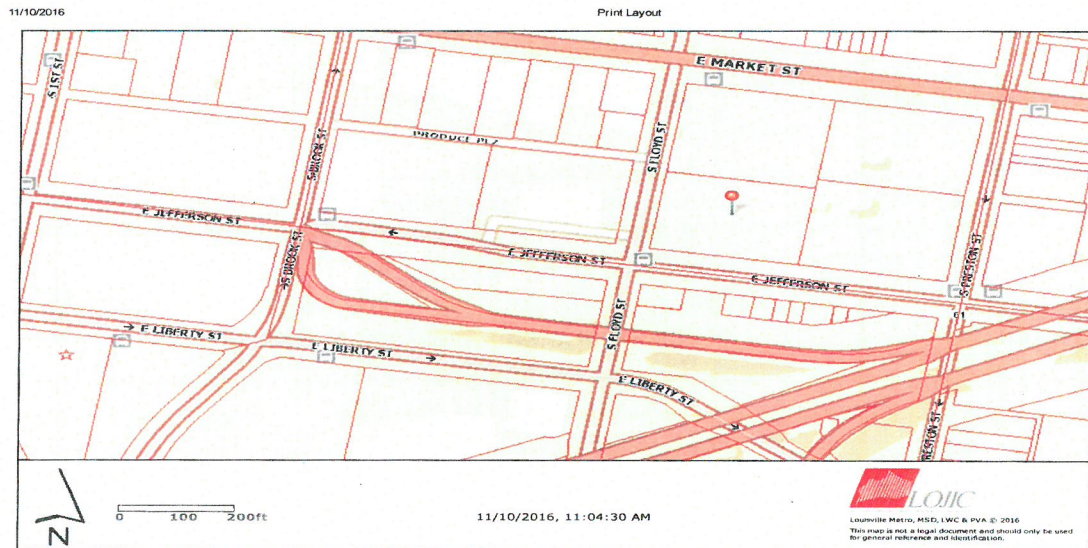 11/10/2016
Print Layout
S 1ST ST
E MARKET ST
S BROOK ST
PRODUCE PLZ
S FLOYD ST
E JEFFERSON ST
E JEFFERSON ST
E JEFFERSON ST
S BROOK ST
S PRESTON ST
E LIBERTY ST
E LIBERTY ST
S FLOYD ST
E LIBERTY ST
RESTON ST
N
0 100 200ft
11/10/2016, 11:04:30 AM
LOJIC
Louisville Metro, MSD, LWC & PVA © 2016
This map is not a legal document and should only be used
for general reference and identification.